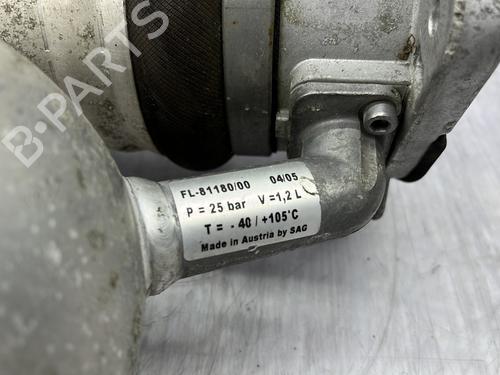 B-PARTS
FL-81180/00 04/05
P = 25 bar V=1,2 L
T = - 40 / +105°C
Made in Austria by SAG